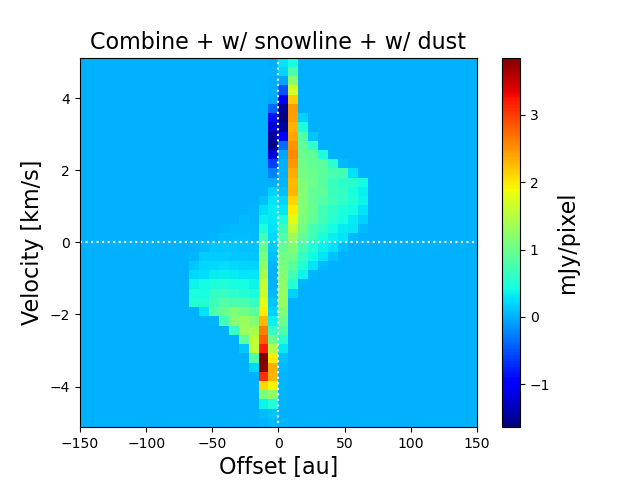 Combine + w/ snowline + w/ dust
4
2
0
−2
−4
Velocity [km/s]
−150 −100 −50 0 50 100 150
Offset [au]
3
2
1
0
−1
mJy/pixel